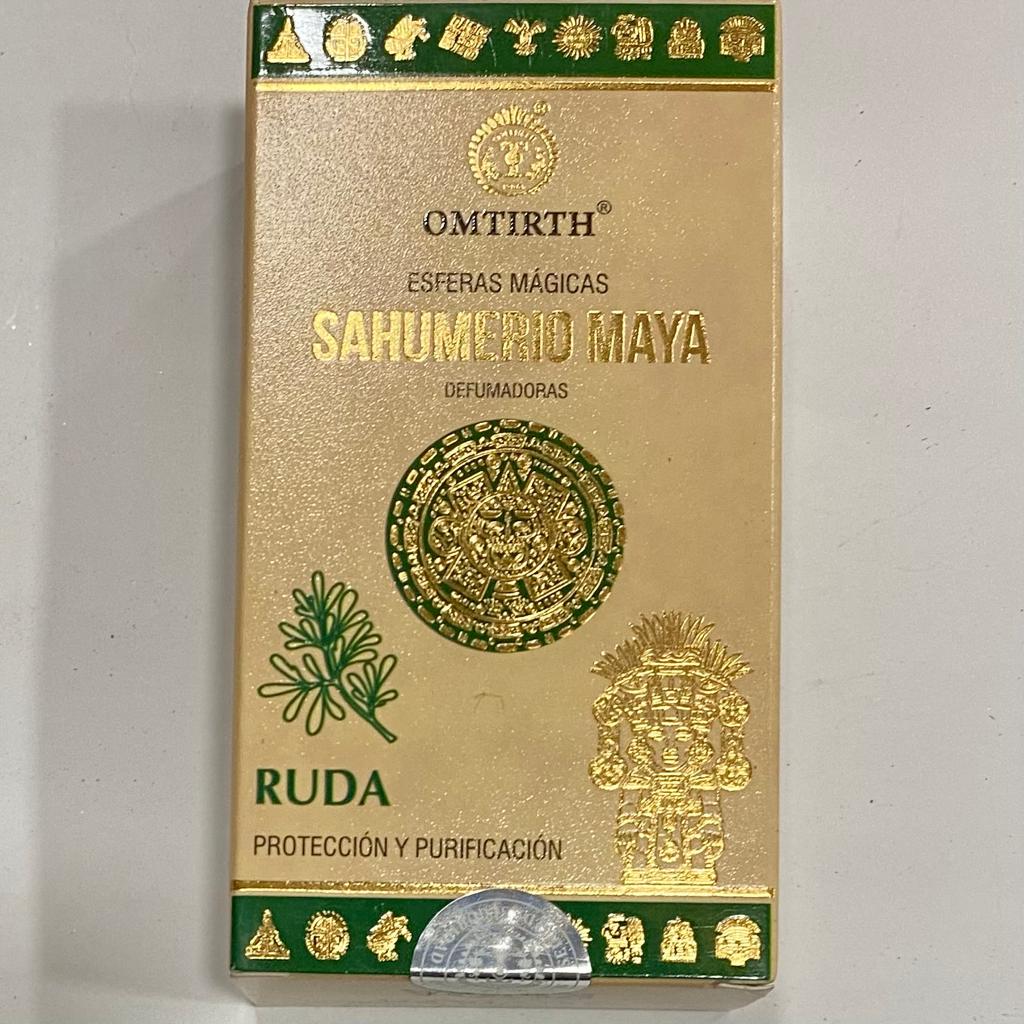 OMTIRTH®
ESFERAS MÁGICAS
SAHUMERIO MAYA
DEFUMADORAS
RUDA
PROTECCIÓN Y PURIFICACIÓN